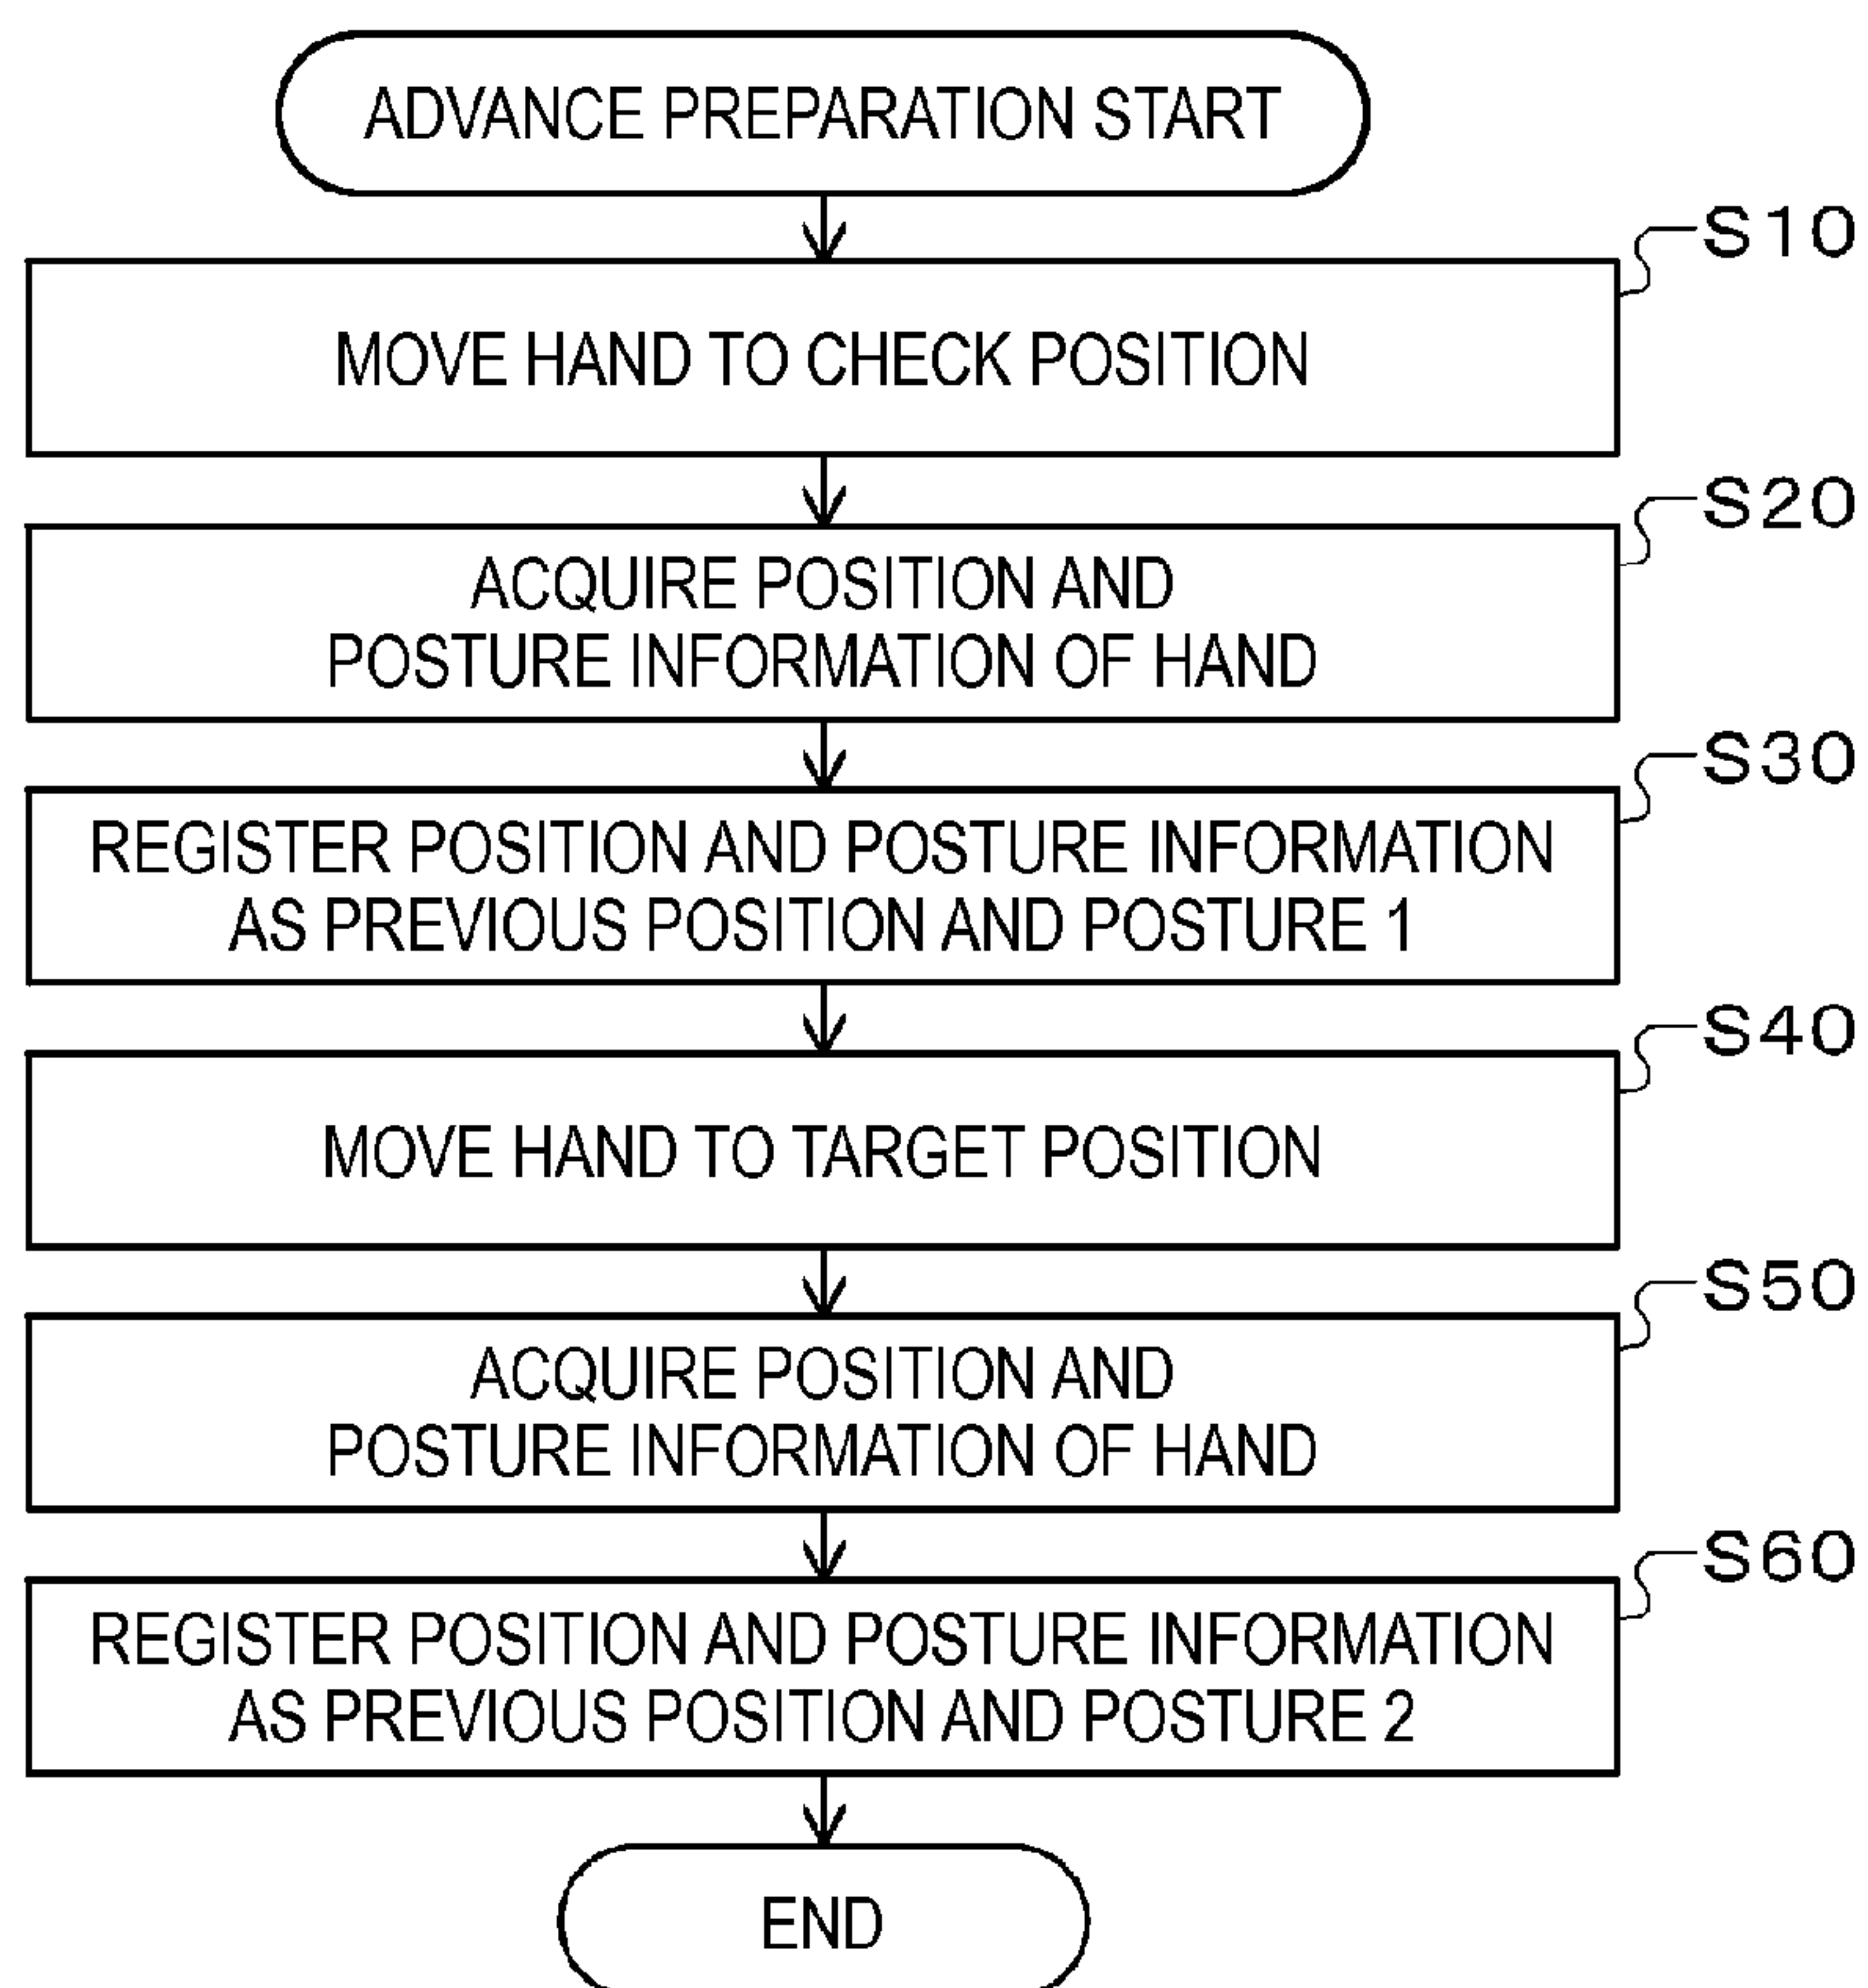 ADVANCE PREPARATION START
S10
MOVE HAND TO CHECK POSITION
S20
ACQUIRE POSITION AND
POSTURE INFORMATION OF HAND
S30
REGISTER POSITION AND POSTURE INFORMATION
AS PREVIOUS POSITION AND POSTURE 1
S40
MOVE HAND TO TARGET POSITION
S50
ACQUIRE POSITION AND
POSTURE INFORMATION OF HAND
S60
REGISTER POSITION AND POSTURE INFORMATION
AS PREVIOUS POSITION AND POSTURE 2
END